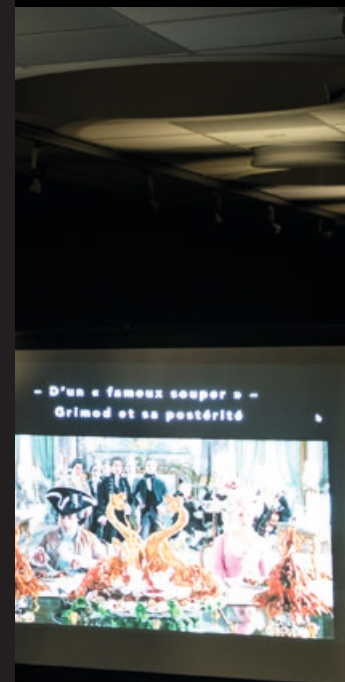 – D'un « fameux souper » –
Grimod et sa postérité